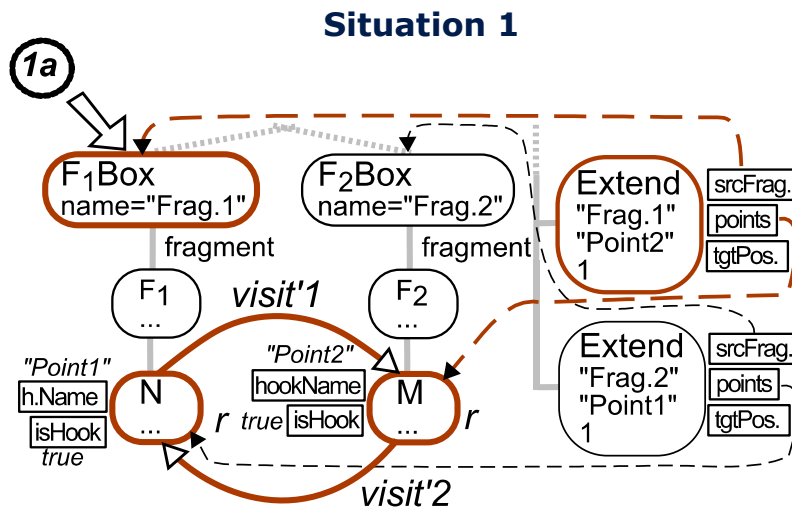 Situation 1
1a
F₁Box
name="Frag.1"
F₂Box
name="Frag.2"
Extend
"Frag.1"
"Point2"
1
srcFrag.
points
tgtPos.
fragment
fragment
F₁
...
visit'1
F₂
...
"Point1"
h.Name
isHook
true
N
...
r
"Point2"
hookName
true
isHook
M
...
r
Extend
"Frag.2"
"Point1"
1
srcFrag.
points
tgtPos.
visit'2